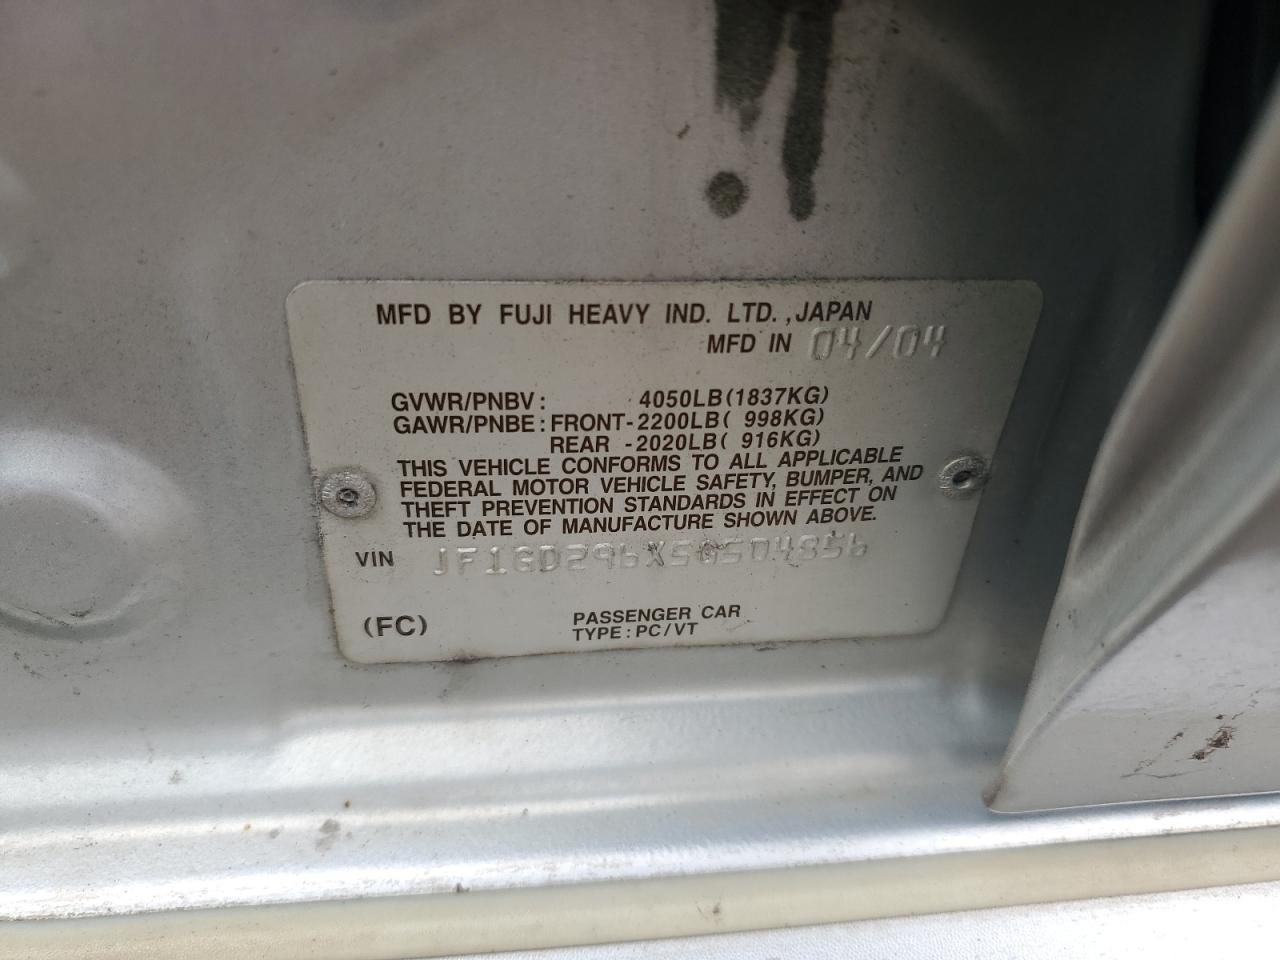 MFD BY FUJI HEAVY IND. LTD., JAPAN
MFD IN 04/04
GVWR/PNBV: 4050LB(1837KG)
GAWR/PNBE: FRONT-2200LB( 998KG)
REAR -2020LB( 916KG)
THIS VEHICLE CONFORMS TO ALL APPLICABLE
FEDERAL MOTOR VEHICLE SAFETY, BUMPER, AND
THEFT PREVENTION STANDARDS IN EFFECT ON
THE DATE OF MANUFACTURE SHOWN ABOVE.
VIN JF1GD296X5G504856
(FC) PASSENGER CAR
TYPE: PC/VT